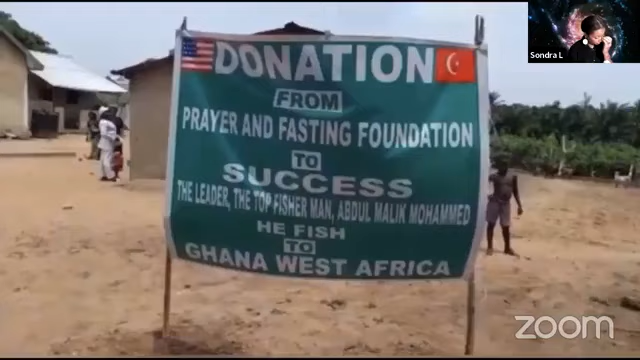 DONATION
FROM
PRAYER AND FASTING FOUNDATION
TO
SUCCESS
THE LEADER, THE TOP FISHER MAN, ABDUL MALIK MOHAMMED
HE FISH
TO
GHANA WEST AFRICA
Sondra L
zoom